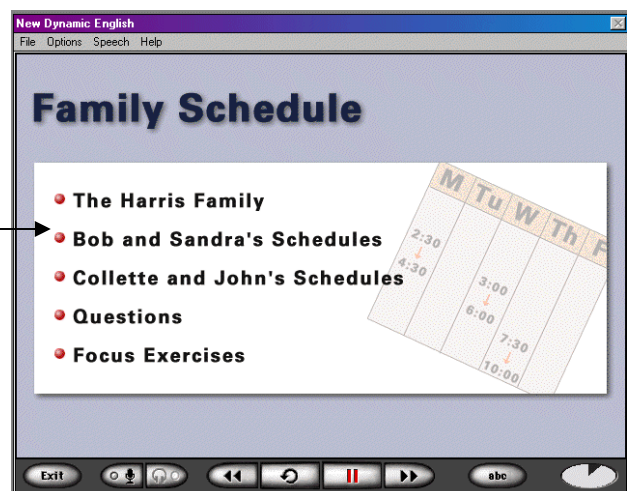 New Dynamic English
File Options Speech Help
Family Schedule
The Harris Family
Bob and Sandra's Schedules
Collette and John's Schedules
Questions
Focus Exercises
M Tu W Th F
2:30
4:30
3:00
6:00
7:30
10:00
Exit
abc